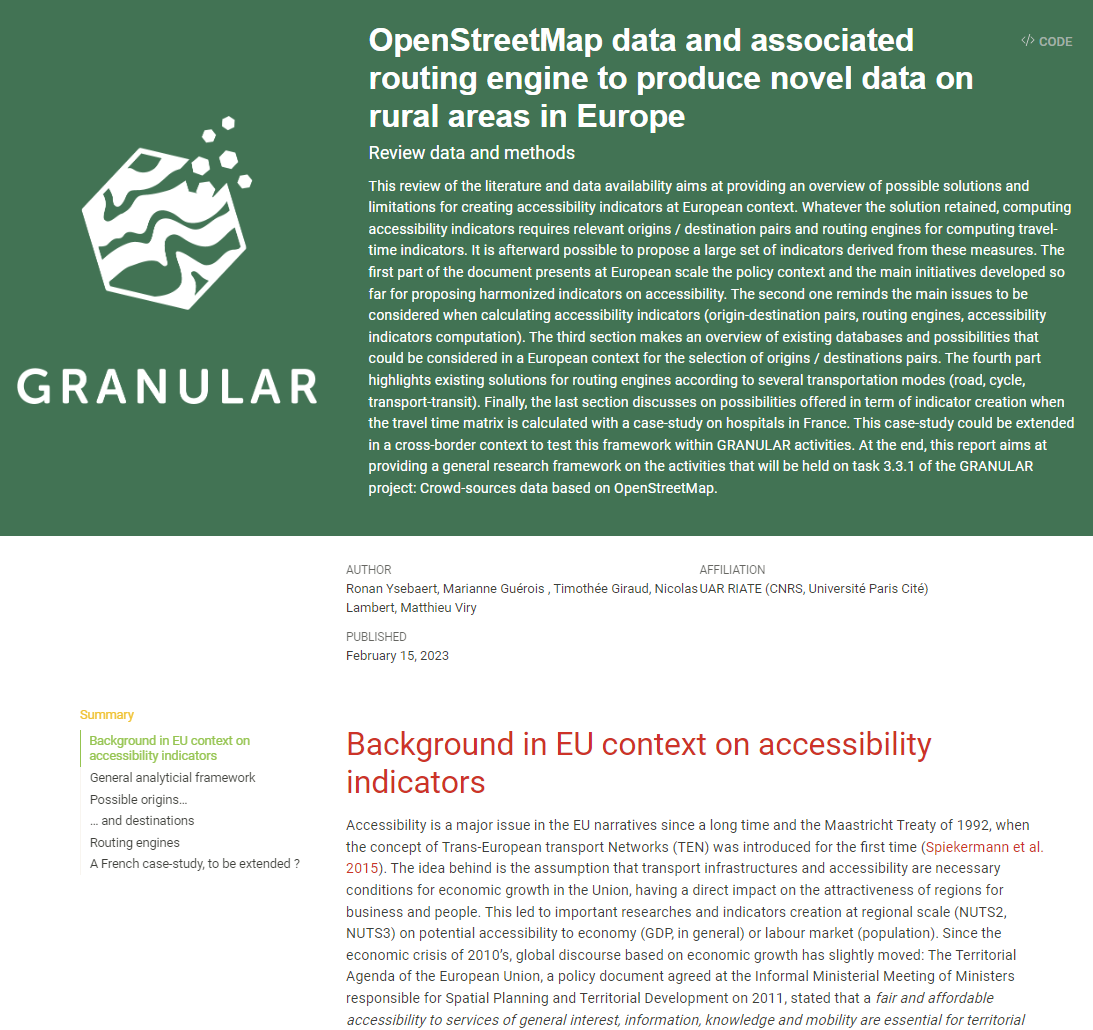 OpenStreetMap data and associated
routing engine to produce novel data on
rural areas in Europe
</> CODE
Review data and methods
This review of the literature and data availability aims at providing an overview of possible solutions and
limitations for creating accessibility indicators at European context. Whatever the solution retained, computing
accessibility indicators requires relevant origins / destination pairs and routing engines for computing travel-
time indicators. It is afterward possible to propose a large set of indicators derived from these measures. The
first part of the document presents at European scale the policy context and the main initiatives developed so
far for proposing harmonized indicators on accessibility. The second one reminds the main issues to be
considered when calculating accessibility indicators (origin-destination pairs, routing engines, accessibility
indicators computation). The third section makes an overview of existing databases and possibilities that
could be considered in a European context for the selection of origins / destinations pairs. The fourth part
highlights existing solutions for routing engines according to several transportation modes (road, cycle,
transport-transit). Finally, the last section discusses on possibilities offered in term of indicator creation when
the travel time matrix is calculated with a case-study on hospitals in France. This case-study could be extended
in a cross-border context to test this framework within GRANULAR activities. At the end, this report aims at
providing a general research framework on the activities that will be held on task 3.3.1 of the GRANULAR
project: Crowd-sources data based on OpenStreetMap.
GRANULAR
AUTHOR
Ronan Ysebaert, Marianne Guérois , Timothée Giraud, Nicolas
Lambert, Matthieu Viry
AFFILIATION
UAR RIATE (CNRS, Université Paris Cité)
PUBLISHED
February 15, 2023
Summary
Background in EU context on
accessibility indicators
General analyticial framework
Possible origins...
... and destinations
Routing engines
A French case-study, to be extended ?
Background in EU context on accessibility
indicators
Accessibility is a major issue in the EU narratives since a long time and the Maastricht Treaty of 1992, when
the concept of Trans-European transport Networks (TEN) was introduced for the first time (Spiekermann et al.
2015). The idea behind is the assumption that transport infrastructures and accessibility are necessary
conditions for economic growth in the Union, having a direct impact on the attractiveness of regions for
business and people. This led to important researches and indicators creation at regional scale (NUTS2,
NUTS3) on potential accessibility to economy (GDP, in general) or labour market (population). Since the
economic crisis of 2010's, global discourse based on economic growth has slightly moved: The Territorial
Agenda of the European Union, a policy document agreed at the Informal Ministerial Meeting of Ministers
responsible for Spatial Planning and Territorial Development on 2011, stated that a fair and affordable
accessibility to services of general interest, information, knowledge and mobility are essential for territorial